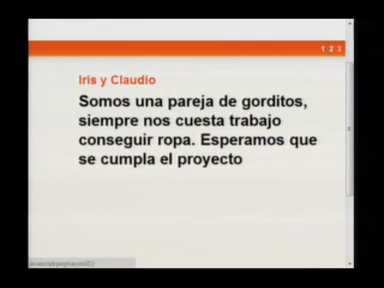 1 2 3
Iris y Claudio
Somos una pareja de gorditos,
siempre nos cuesta trabajo
conseguir ropa. Esperamos que
se cumpla el proyecto